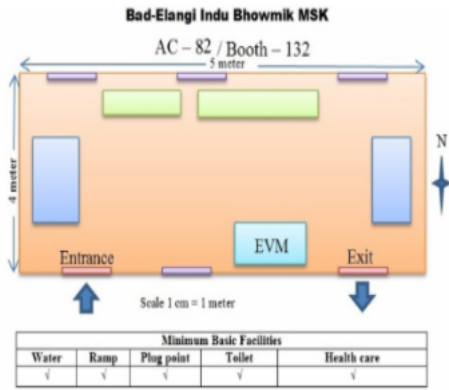 Bad-Elangi Indu Bhowmik MSK
AC – 82 / Booth – 132
5 meter
4 meter
N
EVM
Entrance
Exit
Scale 1 cm = 1 meter
Minimum Basic Facilities
Water Ramp Plug point Toilet Health care
√ √ √ √ √